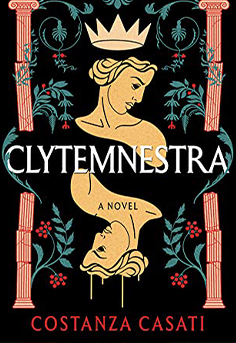 CLYTEMNESTRA
A NOVEL
COSTANZA CASATI